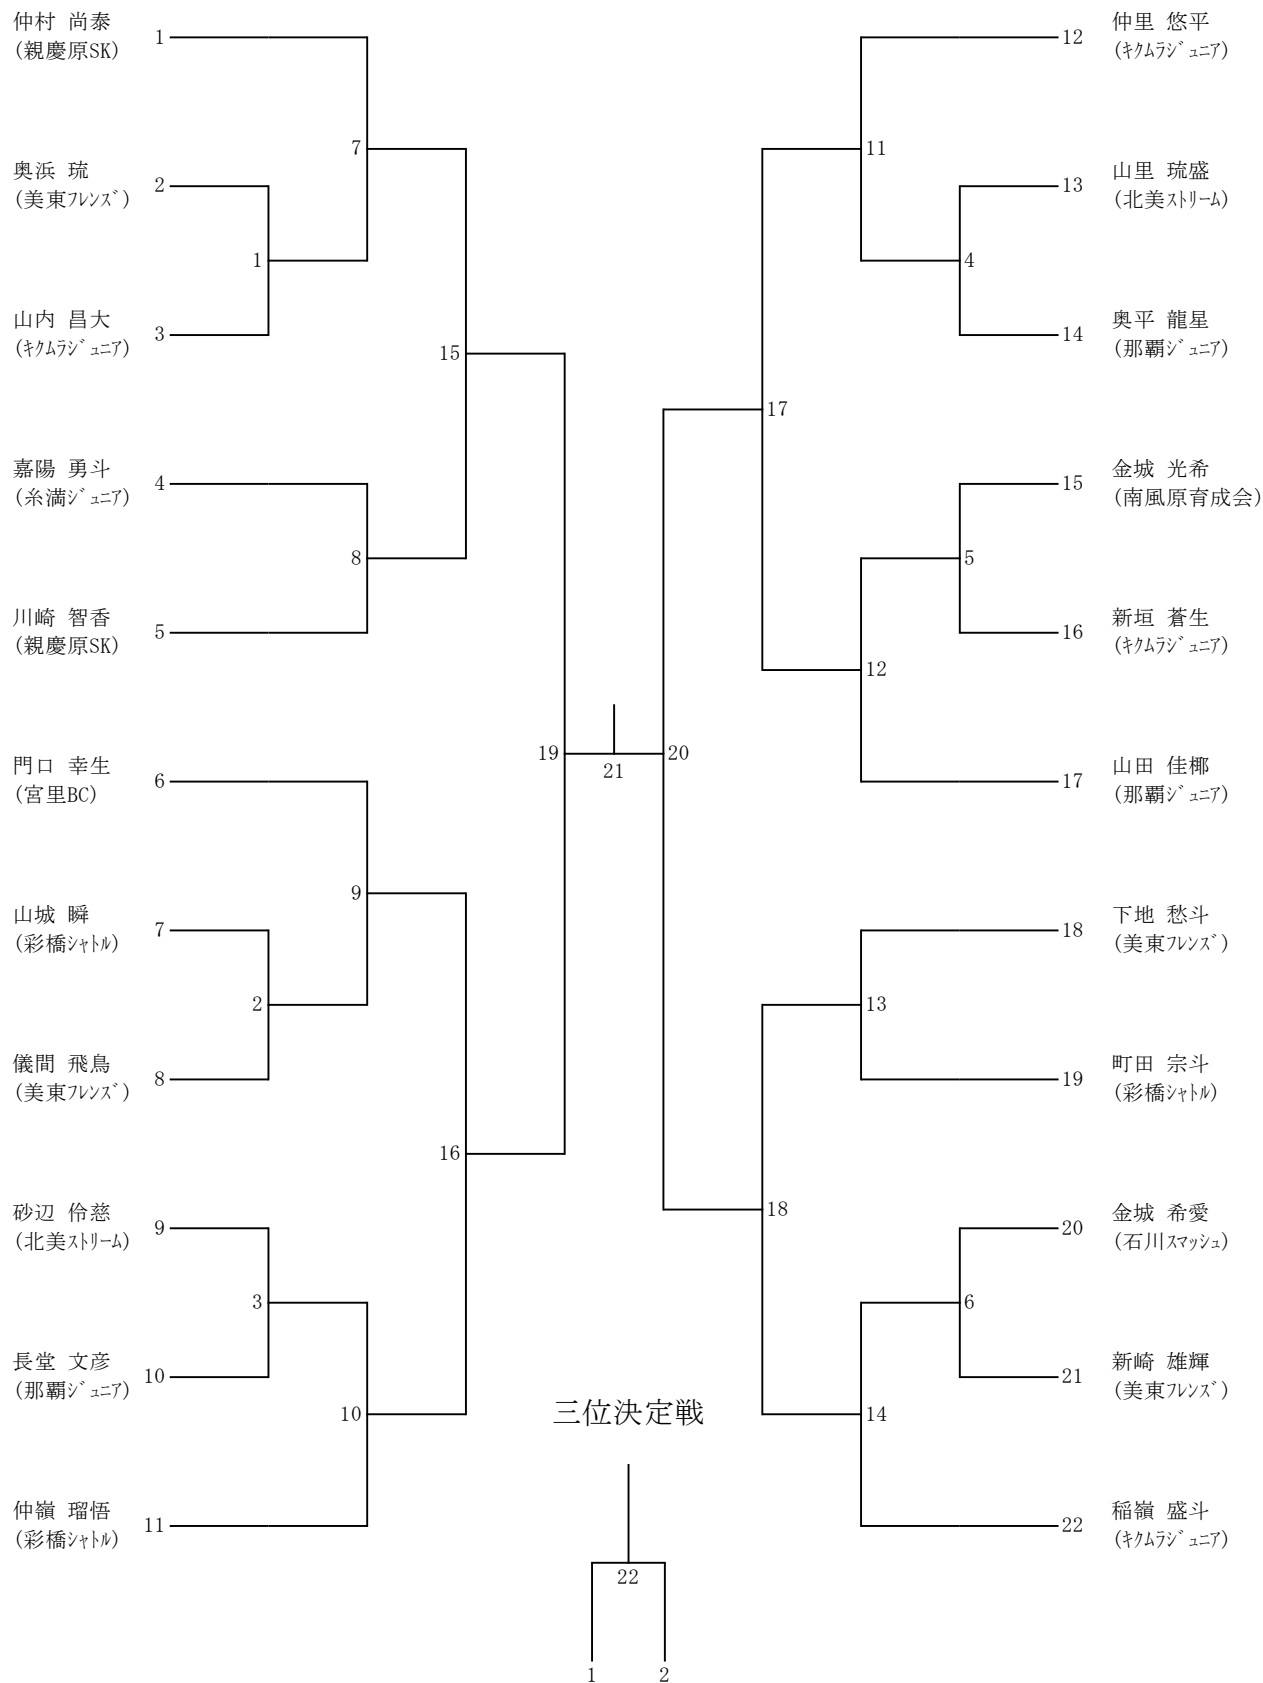 仲村 尚泰
(親慶原SK)
1
奥浜 琉
(美東フレンズ)
2
山内 昌大
(キクムラジュニア)
3
嘉陽 勇斗
(糸満ジュニア)
4
川崎 智香
(親慶原SK)
5
門口 幸生
(宮里BC)
6
山城 瞬
(彩橋シャトル)
7
儀間 飛鳥
(美東フレンズ)
8
砂辺 伶慈
(北美ストリーム)
9
長堂 文彦
(那覇ジュニア)
10
仲嶺 瑠悟
(彩橋シャトル)
11
1
2
3
7
8
9
10
15
16
19
21
20
17
18
11
12
13
14
4
5
6
12
仲里 悠平
(キクムラジュニア)
13
山里 琉盛
(北美ストリーム)
14
奥平 龍星
(那覇ジュニア)
15
金城 光希
(南風原育成会)
16
新垣 蒼生
(キクムラジュニア)
17
山田 佳椰
(那覇ジュニア)
18
下地 愁斗
(美東フレンズ)
19
町田 宗斗
(彩橋シャトル)
20
金城 希愛
(石川スマッシュ)
21
新崎 雄輝
(美東フレンズ)
22
稲嶺 盛斗
(キクムラジュニア)
三位決定戦
22
1
2